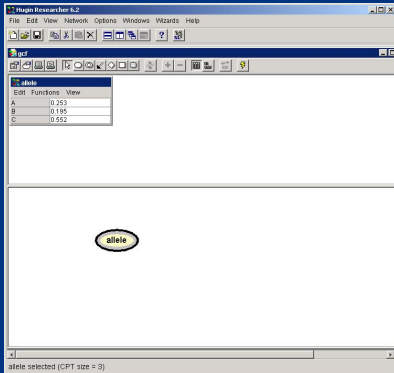 Hugin Researcher 6.2
File Edit View Network Options Windows Wizards Help
gcf
allele
Edit Functions View
A 0.253
B 0.195
C 0.552
allele
allele selected (CPT size = 3)